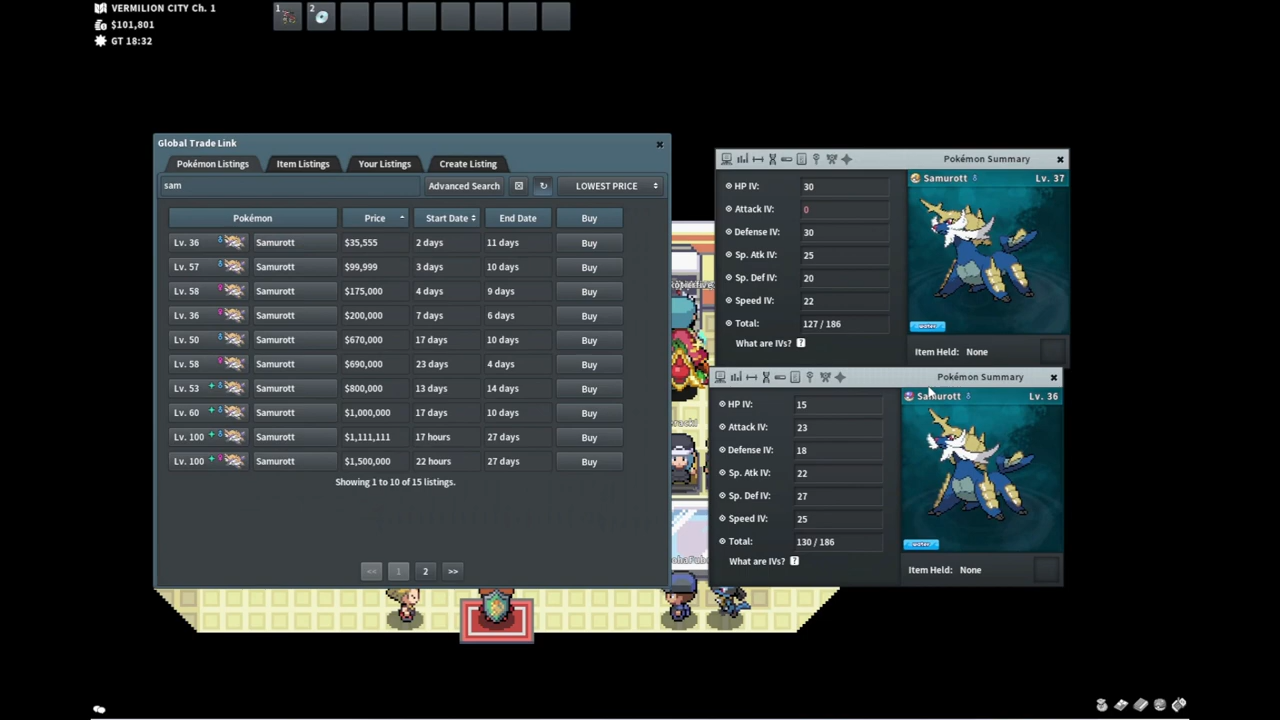 VERMILION CITY Ch. 1
$101,801
GT 18:32
1
2
Global Trade Link
Pokémon Listings
Item Listings
Your Listings
Create Listing
sam
Advanced Search
LOWEST PRICE
Pokémon
Price
Start Date
End Date
Buy
Lv. 36 Samurott $35,555 2 days 11 days Buy
Lv. 57 Samurott $99,999 3 days 10 days Buy
Lv. 58 Samurott $175,000 4 days 9 days Buy
Lv. 36 Samurott $200,000 7 days 6 days Buy
Lv. 50 Samurott $670,000 17 days 10 days Buy
Lv. 58 Samurott $690,000 23 days 4 days Buy
Lv. 53 Samurott $800,000 13 days 14 days Buy
Lv. 60 Samurott $1,000,000 17 days 10 days Buy
Lv. 100 Samurott $1,111,111 17 hours 27 days Buy
Lv. 100 Samurott $1,500,000 22 hours 27 days Buy
Showing 1 to 10 of 15 listings.
<< 1 2 >>
Pokémon Summary
Samurott Lv. 37
HP IV: 30
Attack IV: 0
Defense IV: 30
Sp. Atk IV: 25
Sp. Def IV: 20
Speed IV: 22
Total: 127 / 186
What are IVs? ?
water
Item Held: None
Pokémon Summary
Samurott Lv. 36
HP IV: 15
Attack IV: 23
Defense IV: 18
Sp. Atk IV: 22
Sp. Def IV: 27
Speed IV: 25
Total: 130 / 186
What are IVs? ?
water
Item Held: None